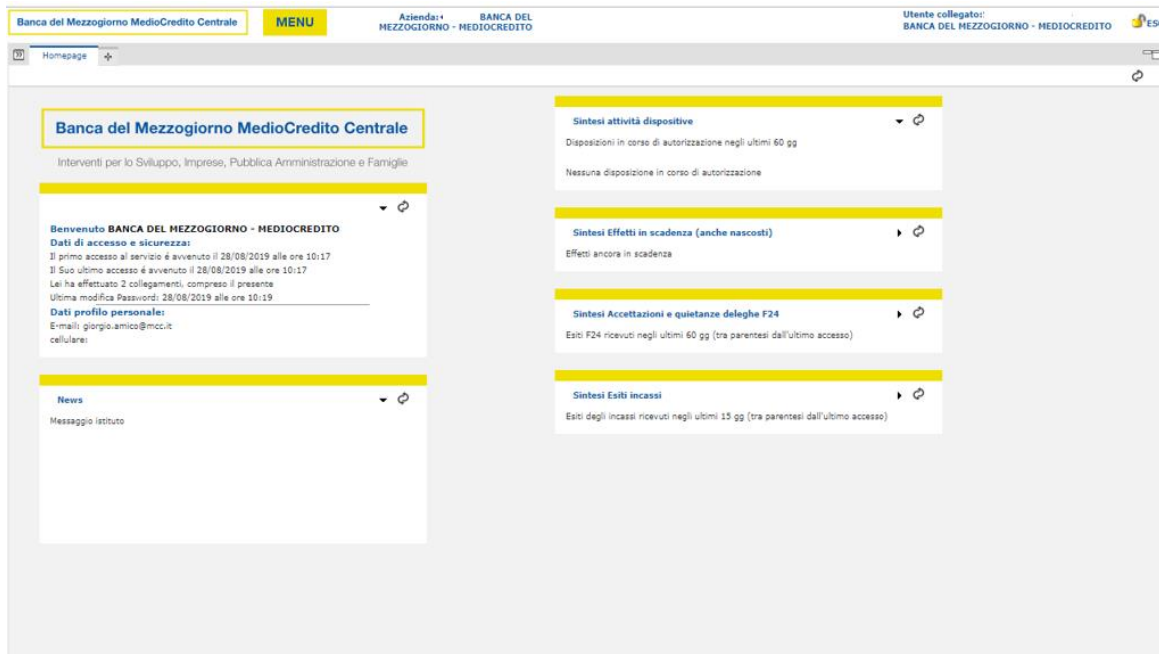 Banca del Mezzogiorno MedioCredito Centrale
MENU
Azienda: BANCA DEL
MEZZOGIORNO - MEDIOCREDITO
Utente collegato:
BANCA DEL MEZZOGIORNO - MEDIOCREDITO
Homepage
Banca del Mezzogiorno MedioCredito Centrale
Interventi per lo Sviluppo, Imprese, Pubblica Amministrazione e Famiglie
Benvenuto BANCA DEL MEZZOGIORNO - MEDIOCREDITO
Dati di accesso e sicurezza:
Il primo accesso al servizio é avvenuto il 28/08/2019 alle ore 10:17
Il Suo ultimo accesso é avvenuto il 28/08/2019 alle ore 10:17
Lei ha effettuato 2 collegamenti, compreso il presente
Ultima modifica Password: 28/08/2019 alle ore 10:19
Dati profilo personale:
E-mail: giorgio.amico@mcc.it
cellulare:
News
Messaggio istituto
Sintesi attività dispositive
Disposizioni in corso di autorizzazione negli ultimi 60 gg
Nessuna disposizione in corso di autorizzazione
Sintesi Effetti in scadenza (anche nascosti)
Effetti ancora in scadenza
Sintesi Accettazioni e quietanze deleghe F24
Esiti F24 ricevuti negli ultimi 60 gg (tra parentesi dall'ultimo accesso)
Sintesi Esiti incassi
Esiti degli incassi ricevuti negli ultimi 15 gg (tra parentesi dall'ultimo accesso)